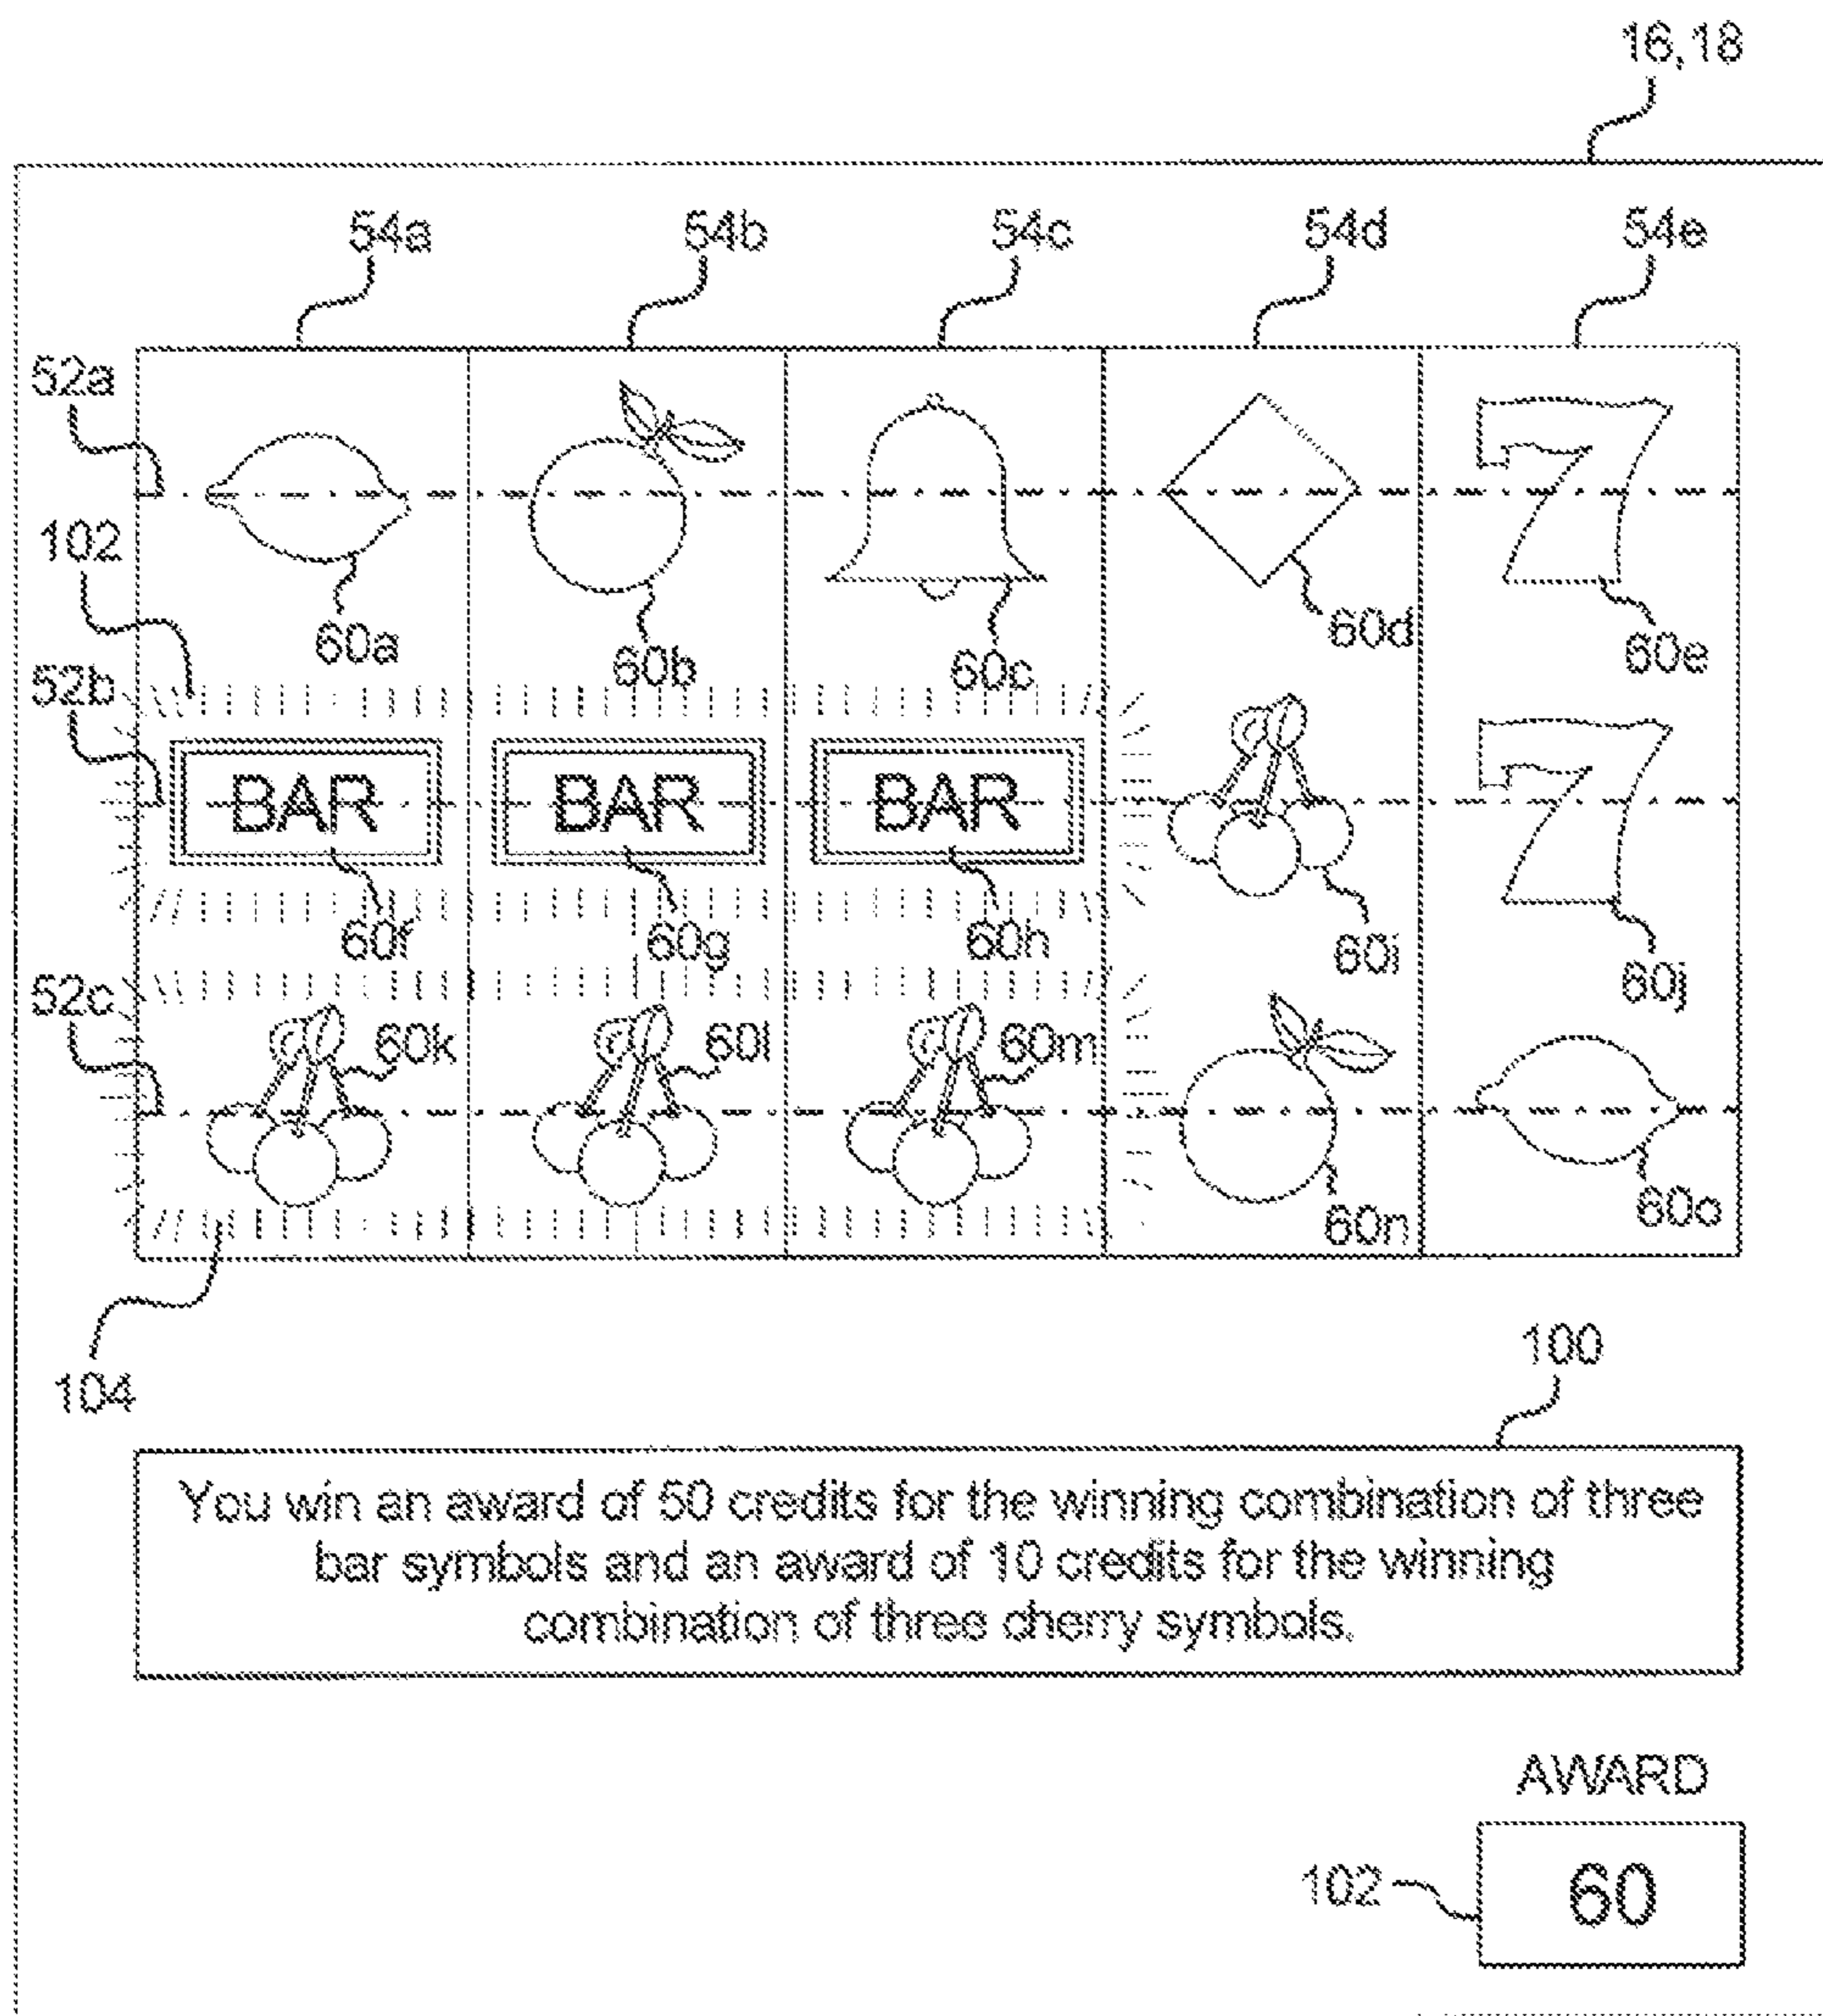 16,18
54a 54b 54c 54d 54e
52a
102
60a 60b 60c 60d 60e
52b
BAR BAR BAR
60f 60g 60h 60i 60j
52c
60k 60l 60m
60n 60o
104
100
You win an award of 50 credits for the winning combination of three
bar symbols and an award of 10 credits for the winning
combination of three cherry symbols.
AWARD
102 60